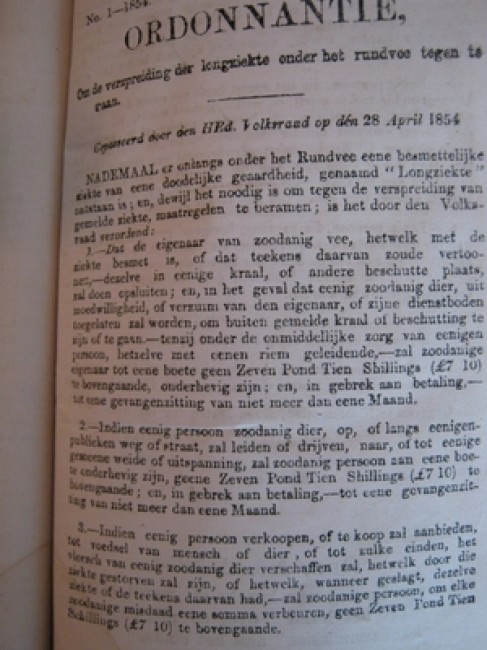 No. 1—1854.
ORDONNANTIE,
Om de verspreiding der longziekte onder het rundvee tegen te
gaan.
Gepasseerd door den HEd. Volksraad op dén 28 April 1854
NADEMAAL er onlangs onder het Rundvee eene besmettelijke
ziekte van eene doodelijke geaardheid, genaamd "Longziekte"
ontstaan is; en, dewijl het noodig is om tegen de verspreiding van
gemelde ziekte, maatregelen te beramen; is het door den Volks-
raad verordend:
1.—Dat de eigenaar van zoodanig vee, hetwelk met de
ziekte besmet is, of dat teekens daarvan zoude vertoo-
nen,—dezelve in eenige kraal, of andere beschutte plaats,
zal doen opsluiten; en, in het geval dat eenig zoodanig dier, uit
moedwilligheid, of verzuim van den eigenaar, of zijne dienstboden
toegelaten zal worden, om buiten gemelde kraal of beschutting te
zijn of te gaan.—tenzij onder de onmiddelijke zorg van eenigen
persoon, hetzelve met eenen riem geleidende,—zal zoodanige
eigenaar tot eene boete geen Zeven Pond Tien Shillings (£7 10)
te bovengaande, onderhevig zijn; en, in gebrek aan betaling,—
tot eene gevangenzitting van niet meer dan eene Maand.
2.—Indien eenig persoon zoodanig dier, op, of langs eenigen
publieken weg of straat, zal leiden of drijven, naar, of tot eenige
gemeene weide of uitspanning, zal zoodanig persoon aan eene boe-
te onderhevig zijn, geene Zeven Pond Tien Shillings (£7 10) te
bovengaande; en, in gebrek aan betaling,—tot eene gevangenzit-
ting van niet meer dan eene Maand.
3.—Indien eenig persoon verkoopen, of te koop zal aanbieden,
tot voedsel van mensch of dier, of tot zulke einden, het
vleesch van eenig zoodanig dier verschaffen zal, hetwelk door die
ziekte gestorven zal zijn, of hetwelk, wanneer geslagt, dezelve
ziekte of de teekens daarvan had,—zal zoodanige persoon, om elke
zoodanige misdaad eene somma verbeuren, geen Zeven Pond Tien
Shillings (£7 10) te bovengaande.